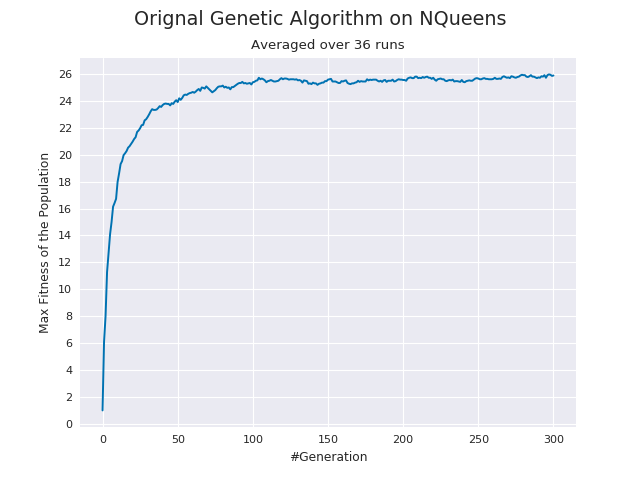 Orignal Genetic Algorithm on NQueens
Averaged over 36 runs
Max Fitness of the Population
26
24
22
20
18
16
14
12
10
8
6
4
2
0
0 50 100 150 200 250 300
#Generation